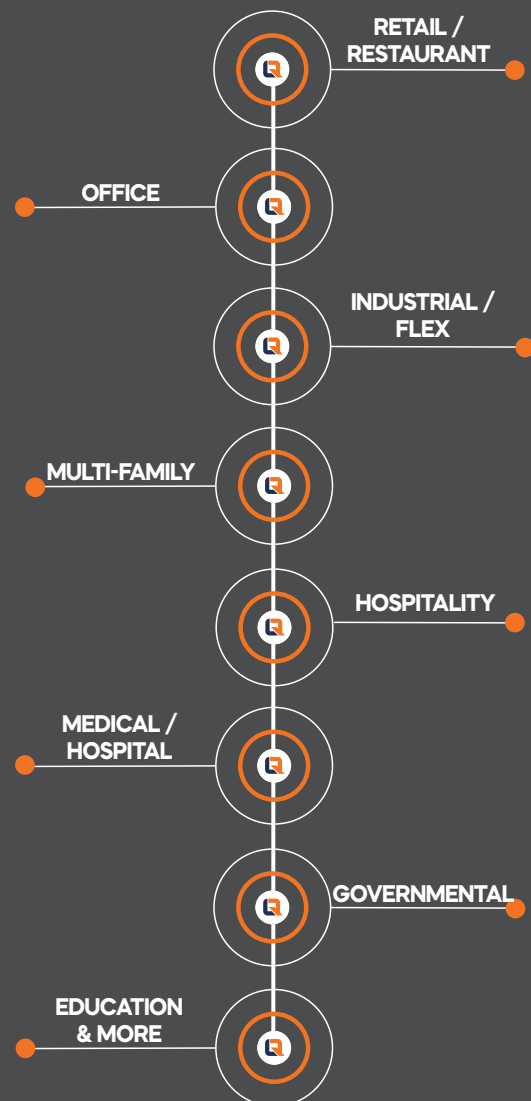 RETAIL /
RESTAURANT
OFFICE
INDUSTRIAL /
FLEX
MULTI-FAMILY
HOSPITALITY
MEDICAL /
HOSPITAL
GOVERNMENTAL
EDUCATION
& MORE